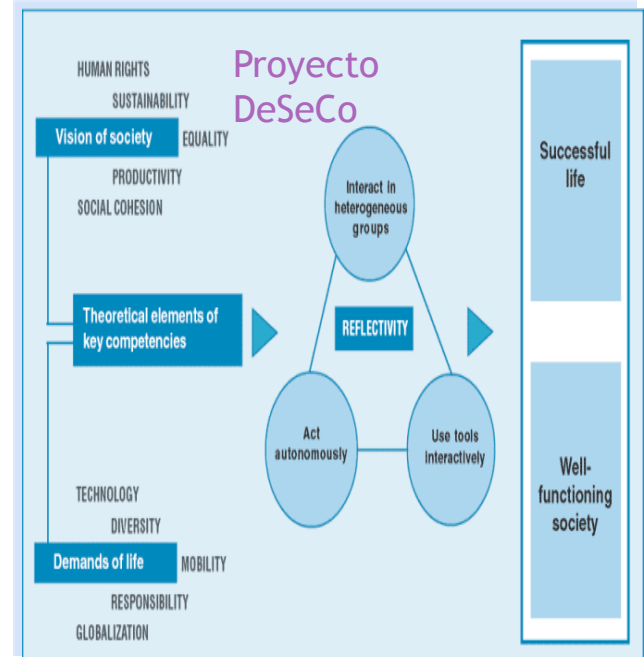 Proyecto
DeSeCo
HUMAN RIGHTS
SUSTAINABILITY
Vision of society
EQUALITY
PRODUCTIVITY
SOCIAL COHESION
Theoretical elements of
key competencies
TECHNOLOGY
DIVERSITY
Demands of life
MOBILITY
RESPONSIBILITY
GLOBALIZATION
Interact in
heterogeneous
groups
REFLECTIVITY
Act
autonomously
Use tools
interactively
Successful
life
Well-
functioning
society